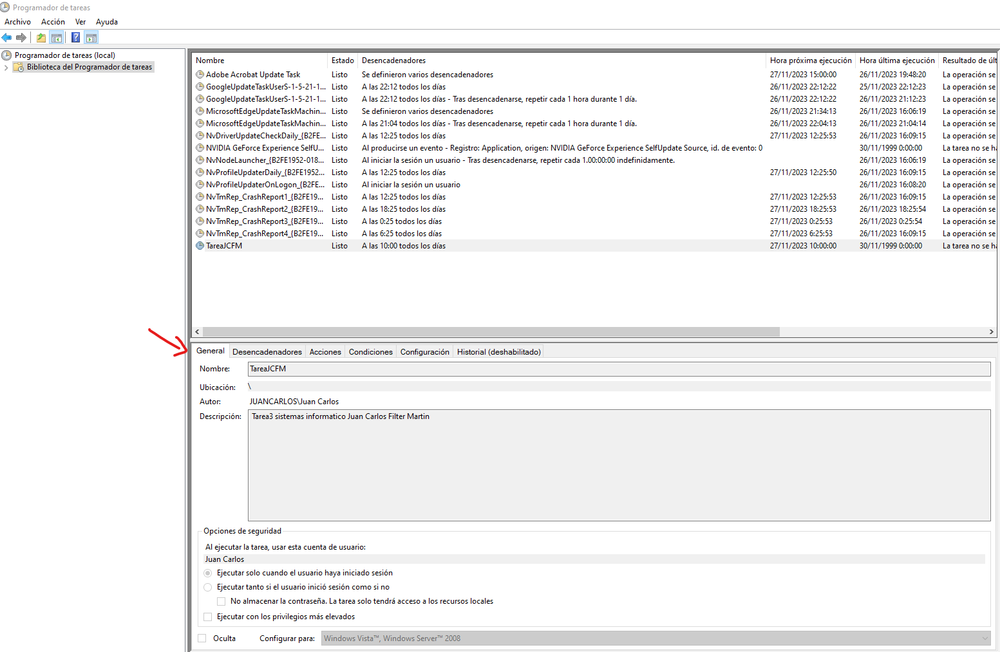 Programador de tareas
Archivo Acción Ver Ayuda
Programador de tareas (local)
Biblioteca del Programador de tareas
Nombre Estado Desencadenadores Hora próxima ejecución Hora última ejecución Resultado de últ
Adobe Acrobat Update Task Listo Se definieron varios desencadenadores 27/11/2023 15:00:00 26/11/2023 19:48:20 La operación se
GoogleUpdateTaskUserS-1-5-21-1... Listo A las 22:12 todos los días 26/11/2023 22:12:22 25/11/2023 22:12:23 La operación se
GoogleUpdateTaskUserS-1-5-21-1... Listo A las 22:12 todos los días - Tras desencadenarse, repetir cada 1 hora durante 1 día. 26/11/2023 22:12:22 26/11/2023 21:12:23 La operación se
MicrosoftEdgeUpdateTaskMachin... Listo Se definieron varios desencadenadores 26/11/2023 21:34:13 26/11/2023 16:06:19 La operación se
MicrosoftEdgeUpdateTaskMachin... Listo A las 21:04 todos los días - Tras desencadenarse, repetir cada 1 hora durante 1 día. 26/11/2023 22:04:13 26/11/2023 21:04:14 La operación se
NvDriverUpdateCheckDaily_{B2FE... Listo A las 12:25 todos los días 27/11/2023 12:25:53 26/11/2023 16:09:15 La operación se
NVIDIA GeForce Experience SelfU... Listo Al producirse un evento - Registro: Application, origen: NVIDIA GeForce Experience SelfUpdate Source, id. de evento: 0 30/11/1999 0:00:00 La tarea no se ha
NvNodeLauncher_{B2FE1952-018... Listo Al iniciar la sesión un usuario - Tras desencadenarse, repetir cada 1.00:00:00 indefinidamente. 26/11/2023 16:06:19 La operación se
NvProfileUpdaterDaily_{B2FE1952... Listo A las 12:25 todos los días 27/11/2023 12:25:50 26/11/2023 16:09:15 La operación se
NvProfileUpdaterOnLogon_{B2FE... Listo Al iniciar la sesión un usuario 26/11/2023 16:08:20 La operación se
NvTmRep_CrashReport1_{B2FE19... Listo A las 12:25 todos los días 27/11/2023 12:25:53 26/11/2023 16:09:15 La operación se
NvTmRep_CrashReport2_{B2FE19... Listo A las 18:25 todos los días 27/11/2023 18:25:53 26/11/2023 18:25:54 La operación se
NvTmRep_CrashReport3_{B2FE19... Listo A las 0:25 todos los días 27/11/2023 0:25:53 26/11/2023 0:25:54 La operación se
NvTmRep_CrashReport4_{B2FE19... Listo A las 6:25 todos los días 27/11/2023 6:25:53 26/11/2023 16:09:15 La operación se
TareaJCFM Listo A las 10:00 todos los días 27/11/2023 10:00:00 30/11/1999 0:00:00 La tarea no se ha
General Desencadenadores Acciones Condiciones Configuración Historial (deshabilitado)
Nombre: TareaJCFM
Ubicación: \
Autor: JUANCARLOS\Juan Carlos
Descripción: Tarea3 sistemas informatico Juan Carlos Filter Martin
Opciones de seguridad
Al ejecutar la tarea, usar esta cuenta de usuario:
Juan Carlos
Ejecutar solo cuando el usuario haya iniciado sesión
Ejecutar tanto si el usuario inició sesión como si no
No almacenar la contraseña. La tarea solo tendrá acceso a los recursos locales
Ejecutar con los privilegios más elevados
Oculta Configurar para: Windows Vista™, Windows Server™ 2008